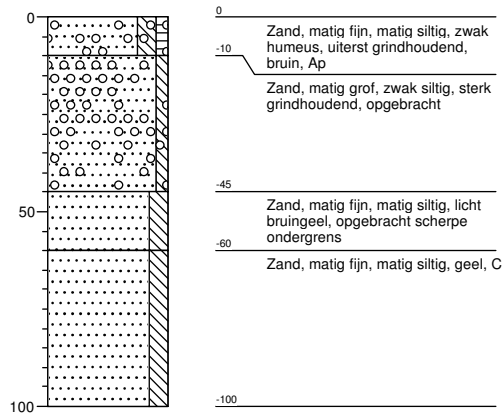 0
50
100
0
Zand, matig fijn, matig siltig, zwak
humeus, uiterst grindhoudend,
bruin, Ap
-10
Zand, matig grof, zwak siltig, sterk
grindhoudend, opgebracht
-45
Zand, matig fijn, matig siltig, licht
bruingeel, opgebracht scherpe
ondergrens
-60
Zand, matig fijn, matig siltig, geel, C
-100